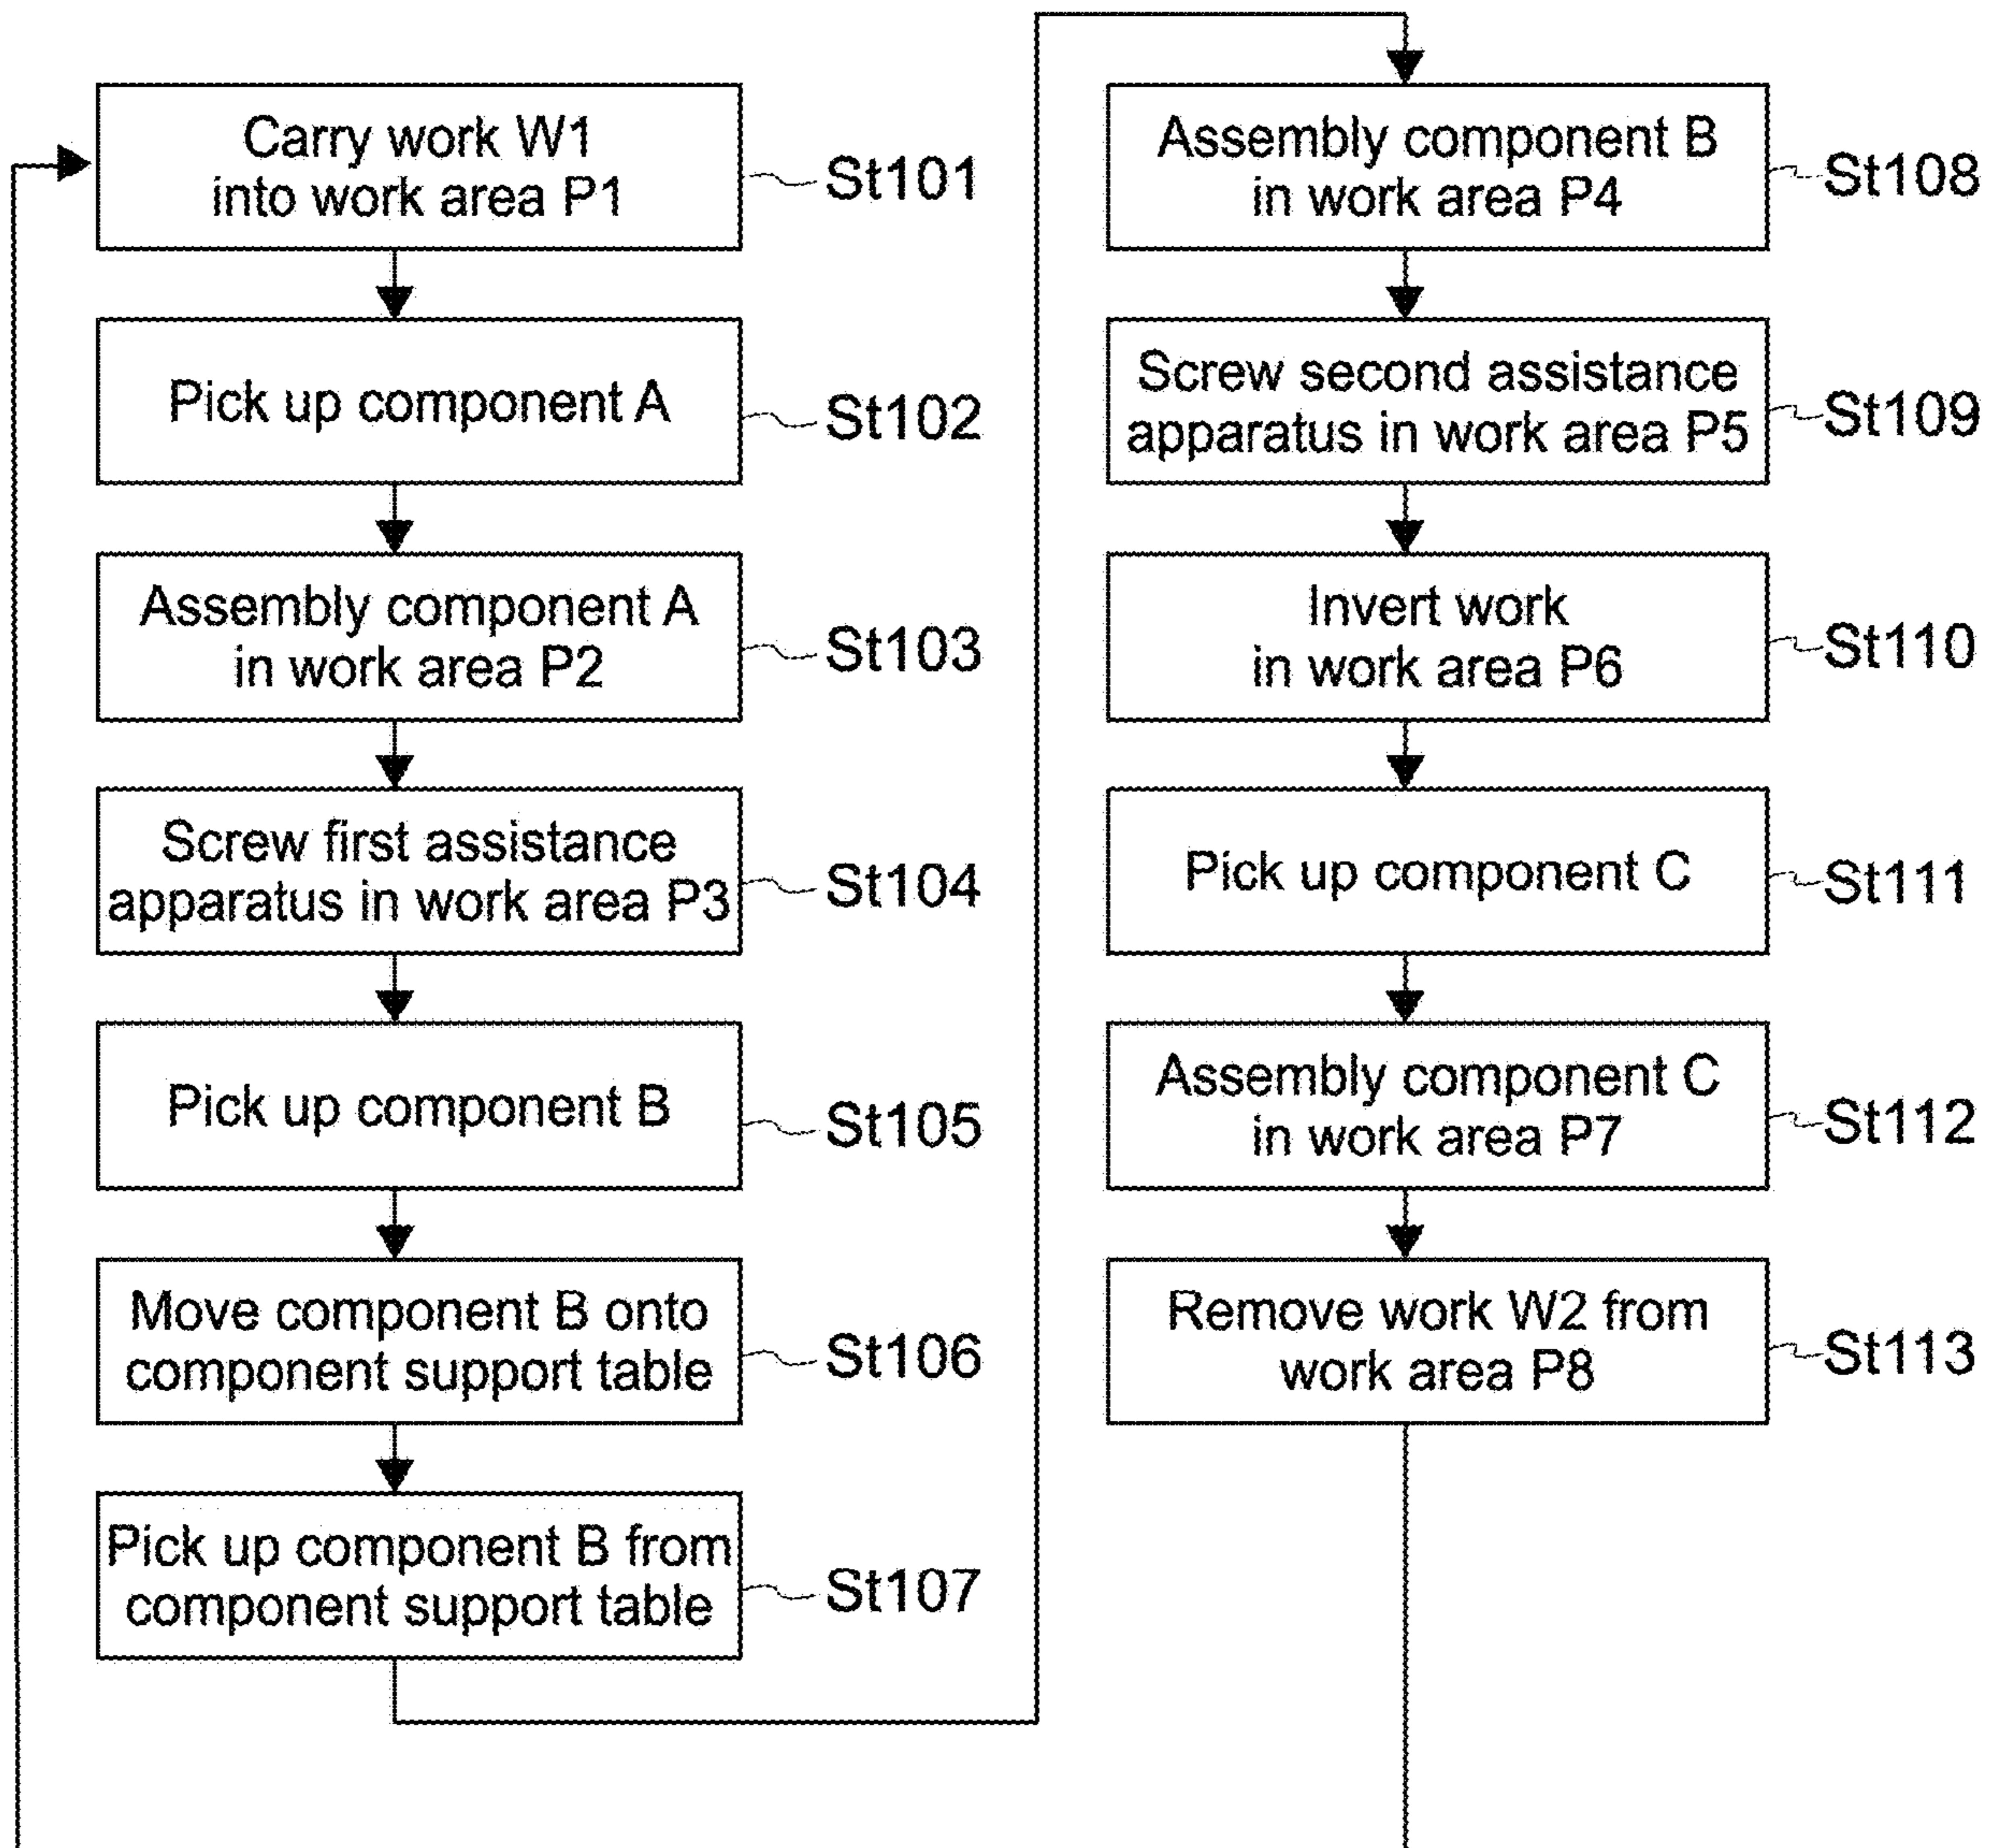 Carry work W1
into work area P1
St101
Pick up component A
St102
Assembly component A
in work area P2
St103
Screw first assistance
apparatus in work area P3
St104
Pick up component B
St105
Move component B onto
component support table
St106
Pick up component B from
component support table
St107
Assembly component B
in work area P4
St108
Screw second assistance
apparatus in work area P5
St109
Invert work
in work area P6
St110
Pick up component C
St111
Assembly component C
in work area P7
St112
Remove work W2 from
work area P8
St113